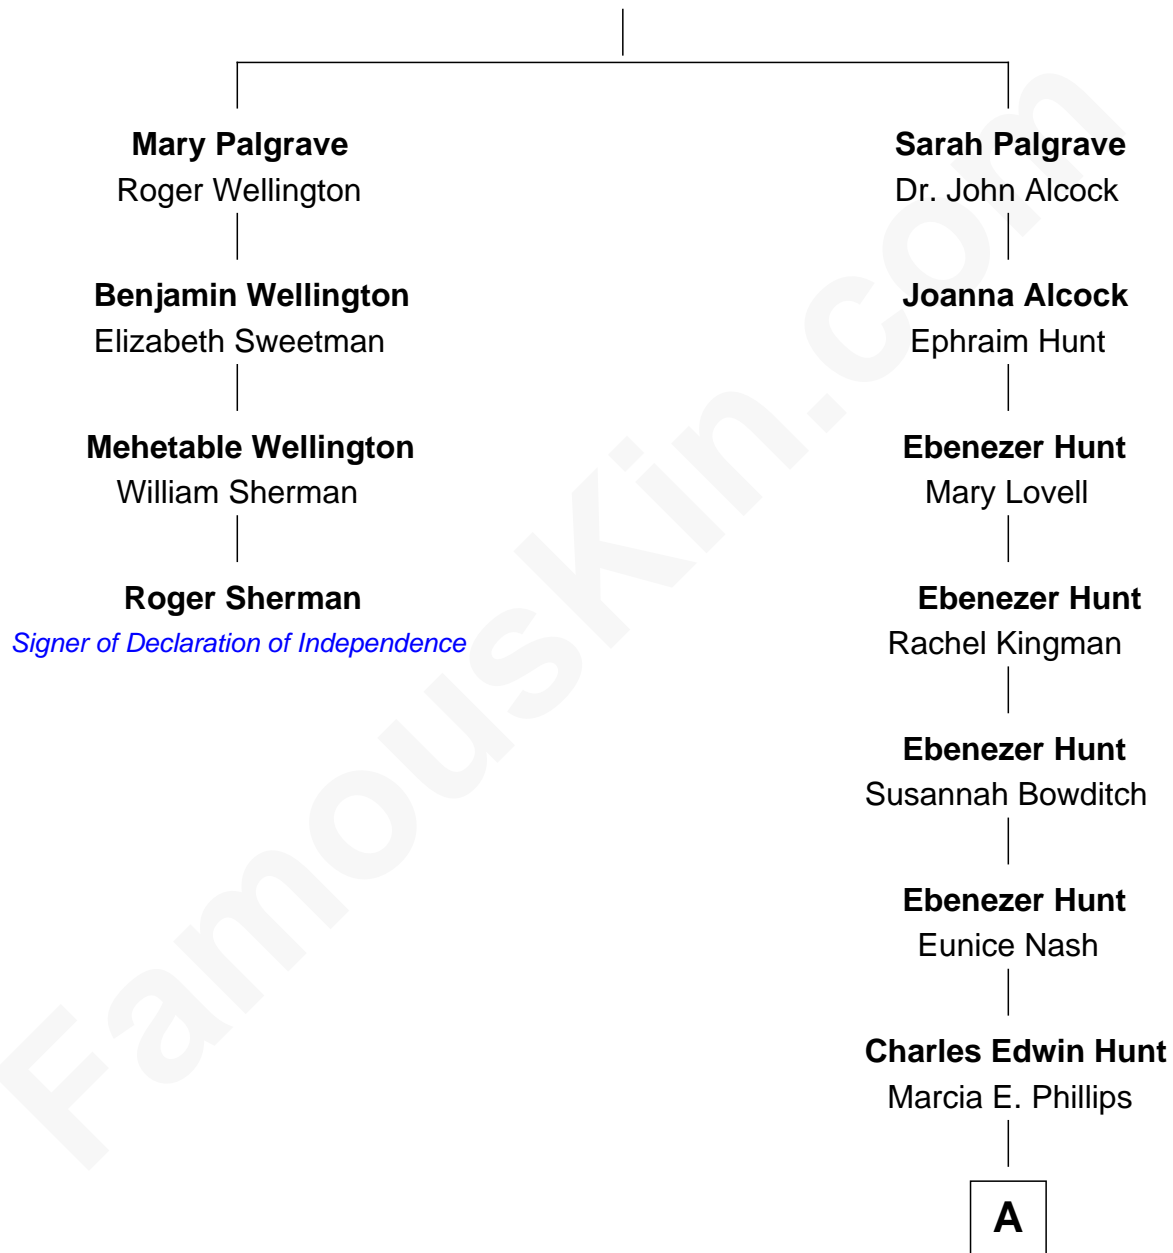 Mary Palgrave
Roger Wellington
Benjamin Wellington
Elizabeth Sweetman
Mehetable Wellington
William Sherman
Roger Sherman
Signer of Declaration of Independence
Sarah Palgrave
Dr. John Alcock
Joanna Alcock
Ephraim Hunt
Ebenezer Hunt
Mary Lovell
Ebenezer Hunt
Rachel Kingman
Ebenezer Hunt
Susannah Bowditch
Ebenezer Hunt
Eunice Nash
Charles Edwin Hunt
Marcia E. Phillips
A
FamousKin.com